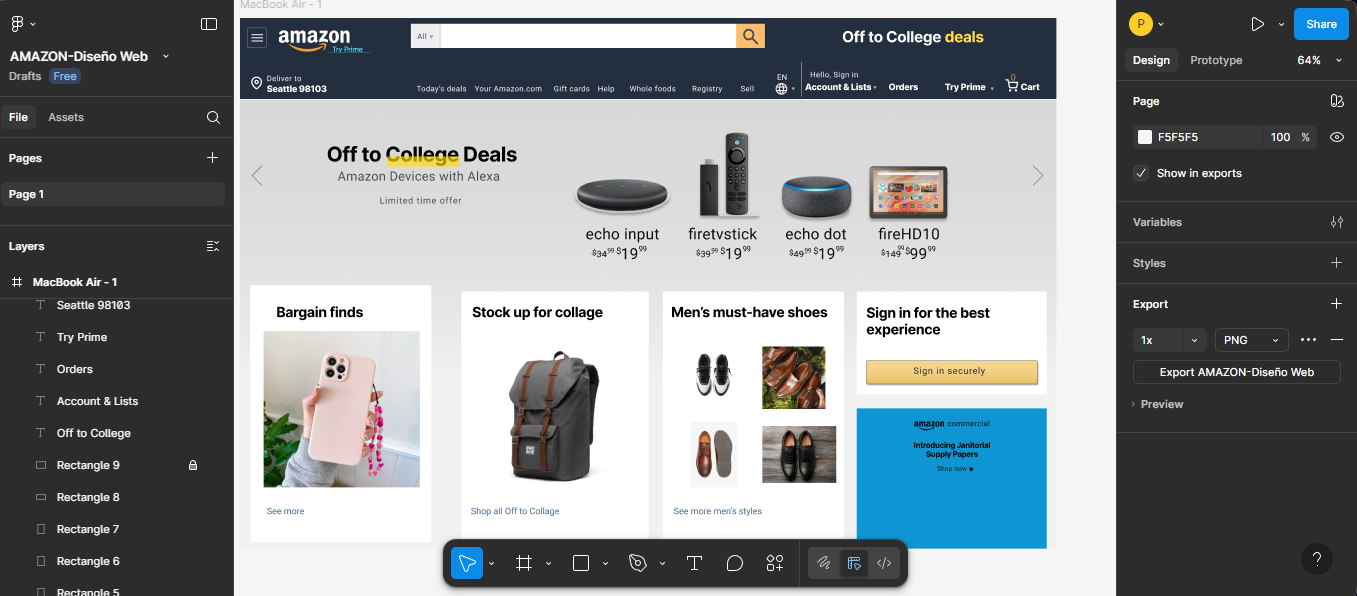 MacBook Air - 1
AMAZON-Diseño Web
Drafts Free
File Assets
Pages
Page 1
Layers
MacBook Air - 1
Seattle 98103
Try Prime
Orders
Account & Lists
Off to College
Rectangle 9
Rectangle 8
Rectangle 7
Rectangle 6
Rectangle 5
amazon
Try Prime
All
Off to College deals
Deliver to
Seattle 98103
Today's deals Your Amazon.com Gift cards Help Whole foods Registry Sell
EN
Hello, Sign in
Account & Lists
Orders
Try Prime
0
Cart
Off to College Deals
Amazon Devices with Alexa
Limited time offer
echo input
$34.99 $19.99
firetvstick
$39.99 $19.99
echo dot
$49.99 $19.99
fireHD10
$149.99 $99.99
Bargain finds
See more
Stock up for collage
Shop all Off to Collage
Men's must-have shoes
See more men's styles
Sign in for the best
experience
Sign in securely
amazon commercial
Introducing Janitorial
Supply Papers
Shop now
P
Share
Design Prototype 64%
Page
F5F5F5 100 %
Show in exports
Variables
Styles
Export
1x PNG
Export AMAZON-Diseño Web
Preview
?